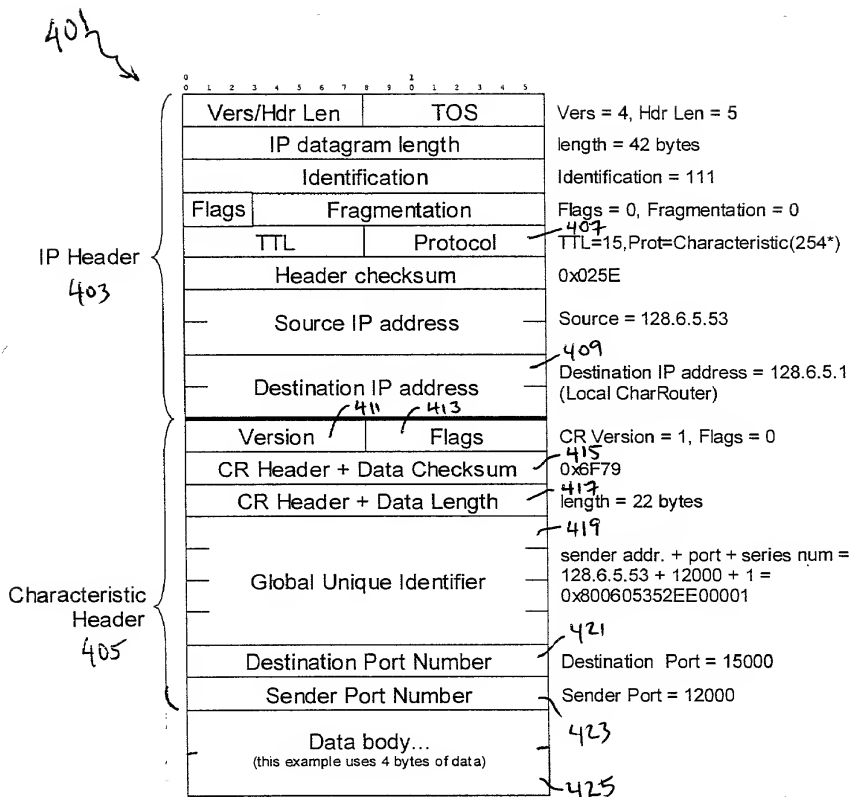 401
0 1
0 1 2 3 4 5 6 7 8 9 0 1 2 3 4 5
Vers/Hdr Len TOS Vers = 4, Hdr Len = 5
IP datagram length length = 42 bytes
Identification Identification = 111
Flags Fragmentation Flags = 0, Fragmentation = 0
407
TTL Protocol TTL=15,Prot=Characteristic(254*)
IP Header
403
Header checksum 0x025E
Source IP address Source = 128.6.5.53
409
Destination IP address Destination IP address = 128.6.5.1
(Local CharRouter)
411 413
Version Flags CR Version = 1, Flags = 0
415
CR Header + Data Checksum 0x6F79
417
CR Header + Data Length length = 22 bytes
419
Global Unique Identifier sender addr. + port + series num =
128.6.5.53 + 12000 + 1 =
0x800605352EE00001
Characteristic
Header
405
421
Destination Port Number Destination Port = 15000
Sender Port Number Sender Port = 12000
423
Data body...
(this example uses 4 bytes of data)
425